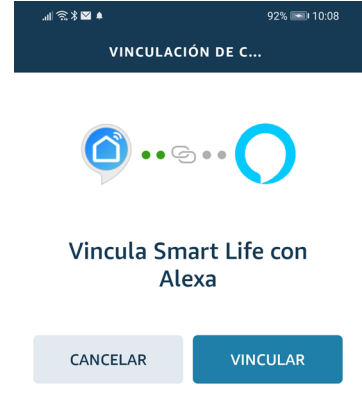 92% 10:08
VINCULACIÓN DE C...
Vincula Smart Life con
Alexa
CANCELAR
VINCULAR